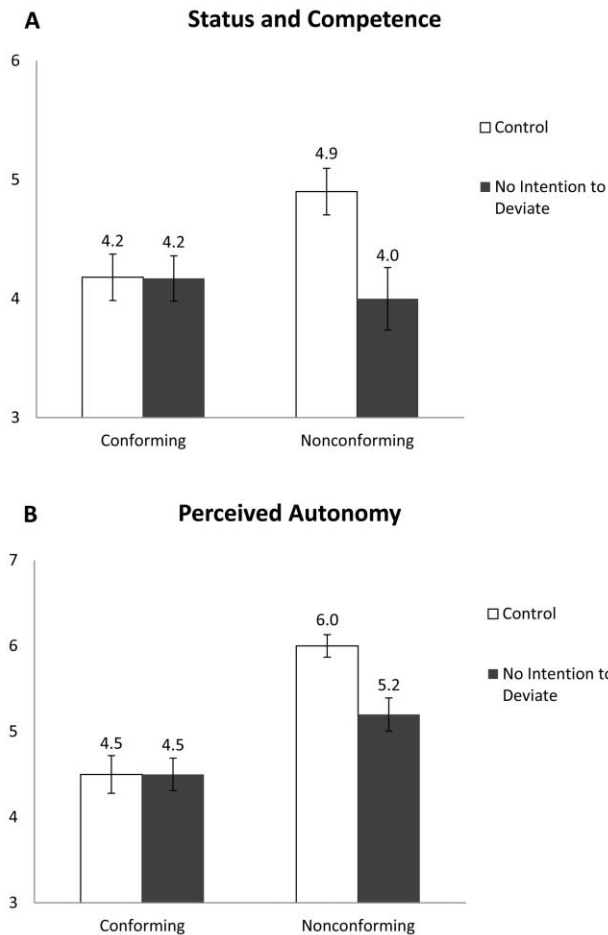 A Status and Competence
6
5
4
3
4.2
4.2
4.9
4.0
Conforming
Nonconforming
Control
No Intention to
Deviate
B Perceived Autonomy
7
6
5
4
3
4.5
4.5
6.0
5.2
Conforming
Nonconforming
Control
No Intention to
Deviate